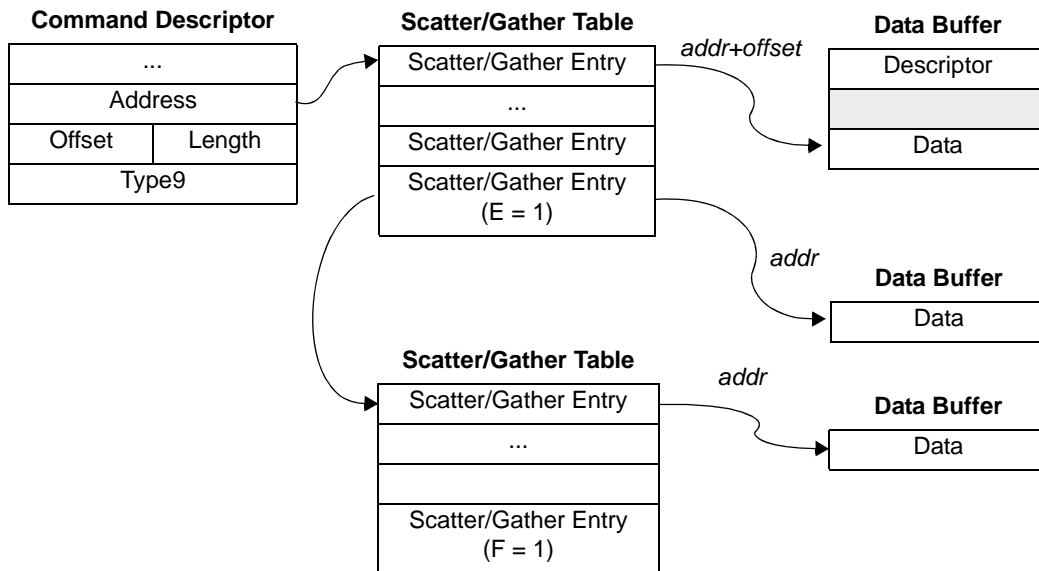 Command Descriptor
...
Address
Offset Length
Type9
Scatter/Gather Table
Scatter/Gather Entry
...
Scatter/Gather Entry
Scatter/Gather Entry
(E = 1)
addr+offset
Data Buffer
Descriptor
Data
addr
Data Buffer
Data
Scatter/Gather Table
Scatter/Gather Entry
...
Scatter/Gather Entry
(F = 1)
addr
Data Buffer
Data